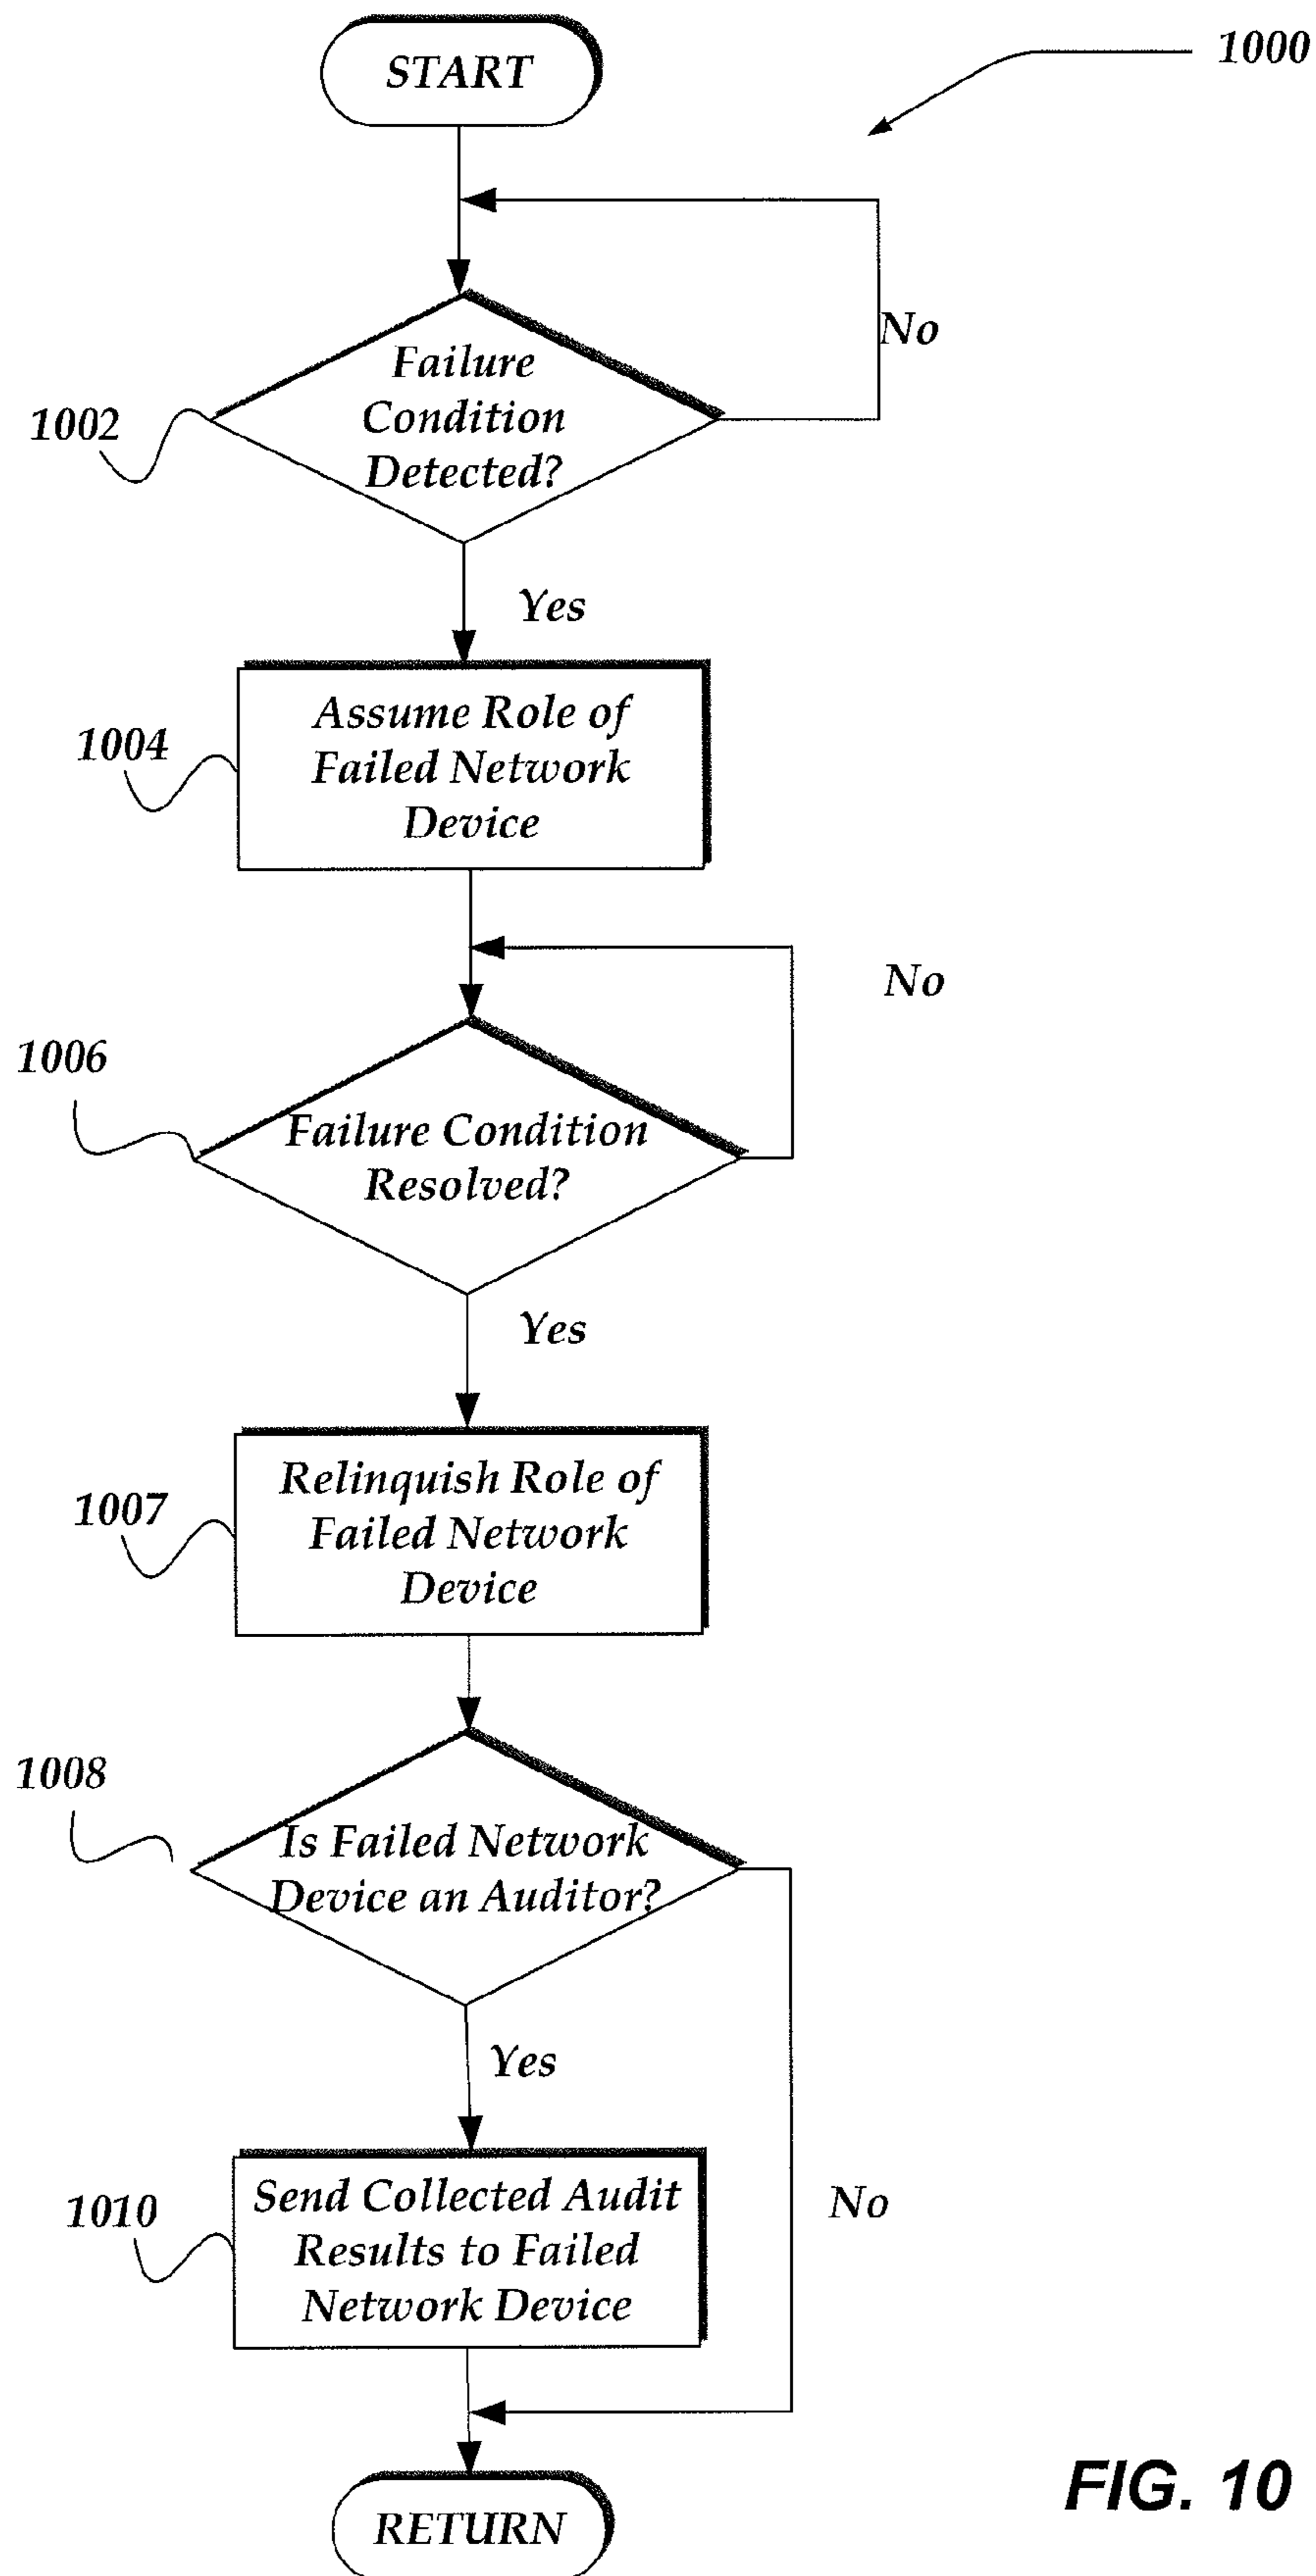 START
1000
No
Failure
Condition
Detected?
1002
Yes
Assume Role of
Failed Network
Device
1004
No
1006
Failure Condition
Resolved?
Yes
Relinquish Role of
Failed Network
Device
1007
1008
Is Failed Network
Device an Auditor?
Yes
Send Collected Audit
Results to Failed
Network Device
1010
No
RETURN
FIG. 10